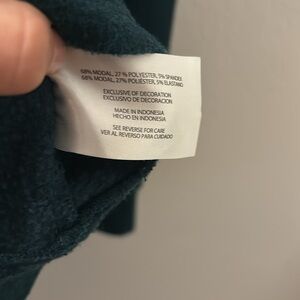 68% MODAL, 27 % POLYESTER, 5% SPANDEX
68% MODAL, 27% POLIÉSTER, 5% ELASTANO
EXCLUSIVE OF DECORATION
EXCLUSIVO DE DECORACION
MADE IN INDONESIA
HECHO EN INDONESIA
SEE REVERSE FOR CARE
VER AL REVERSO PARA CUIDADO